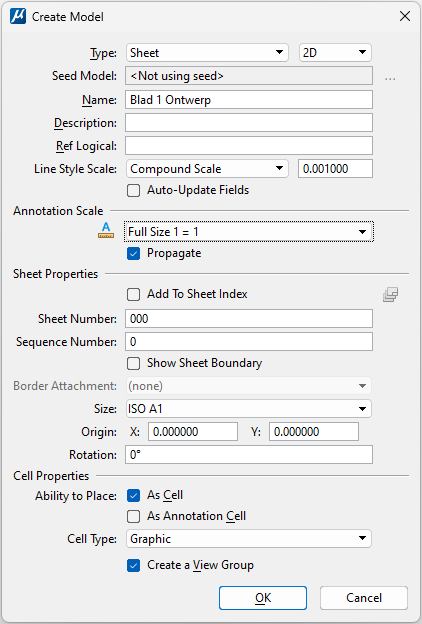 Create Model
Type: Sheet 2D
Seed Model: <Not using seed> ...
Name: Blad 1 Ontwerp
Description:
Ref Logical:
Line Style Scale: Compound Scale 0.001000
Auto-Update Fields
Annotation Scale
Full Size 1 = 1
Propagate
Sheet Properties
Add To Sheet Index
Sheet Number: 000
Sequence Number: 0
Show Sheet Boundary
Border Attachment: (none)
Size: ISO A1
Origin: X: 0.000000 Y: 0.000000
Rotation: 0°
Cell Properties
Ability to Place: As Cell
As Annotation Cell
Cell Type: Graphic
Create a View Group
OK Cancel